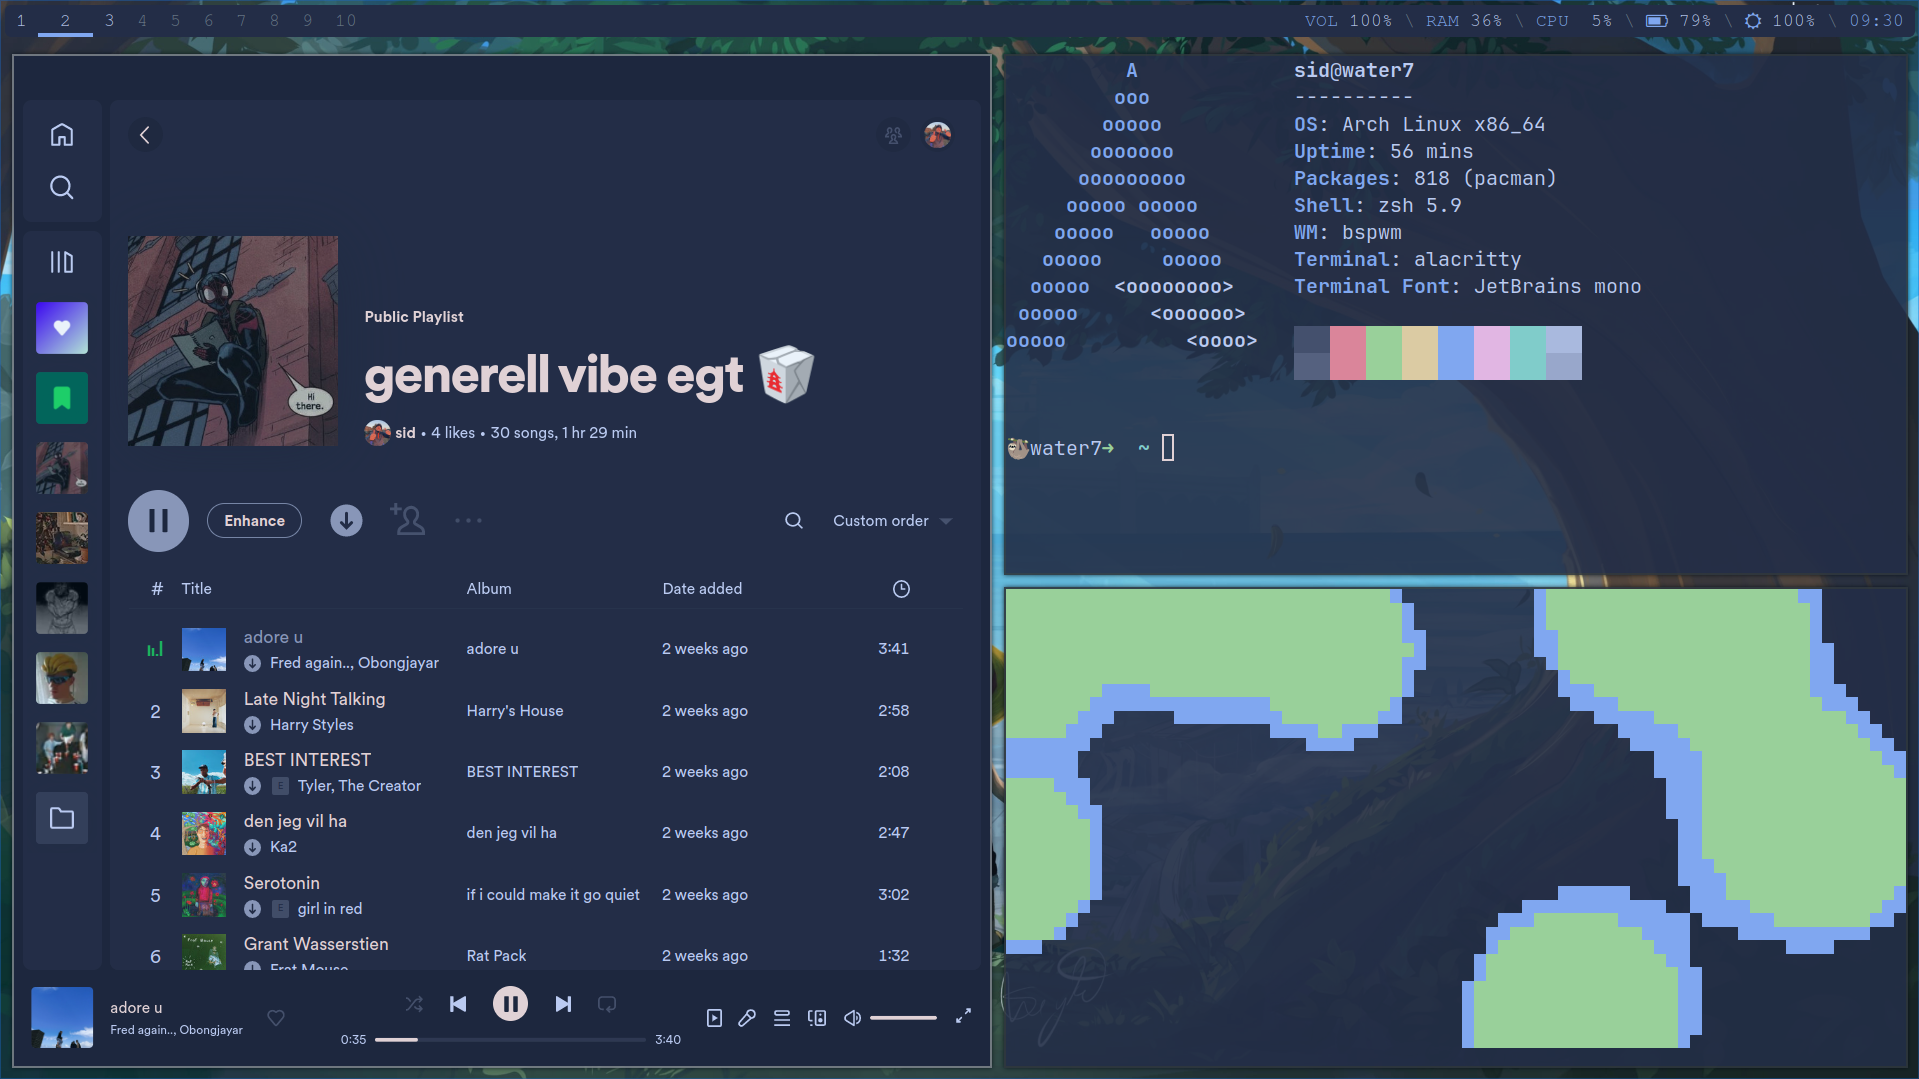 1 2 3 4 5 6 7 8 9 10
VOL 100% \ RAM 36% \ CPU 5% \ 79% \ 100% \ 09:30
Public Playlist
generell vibe egt
Hi
there.
sid • 4 likes • 30 songs, 1 hr 29 min
Enhance
Custom order
# Title Album Date added
adore u
Fred again.., Obongjayar
adore u 2 weeks ago 3:41
2 Late Night Talking
Harry Styles
Harry's House 2 weeks ago 2:58
3 BEST INTEREST
E Tyler, The Creator
BEST INTEREST 2 weeks ago 2:08
4 den jeg vil ha
Ka2
den jeg vil ha 2 weeks ago 2:47
5 Serotonin
E girl in red
if i could make it go quiet 2 weeks ago 3:02
6 Grant Wasserstien
Frat Mouse
Rat Pack 2 weeks ago 1:32
adore u
Fred again.., Obongjayar
0:35 3:40
A
ooo
ooooo
ooooooo
ooooooooo
ooooo ooooo
ooooo ooooo
ooooo ooooo
ooooo <oooooooo>
ooooo <oooooo>
ooooo <oooo>
sid@water7
----------
OS: Arch Linux x86_64
Uptime: 56 mins
Packages: 818 (pacman)
Shell: zsh 5.9
WM: bspwm
Terminal: alacritty
Terminal Font: JetBrains mono
water7➜ ~